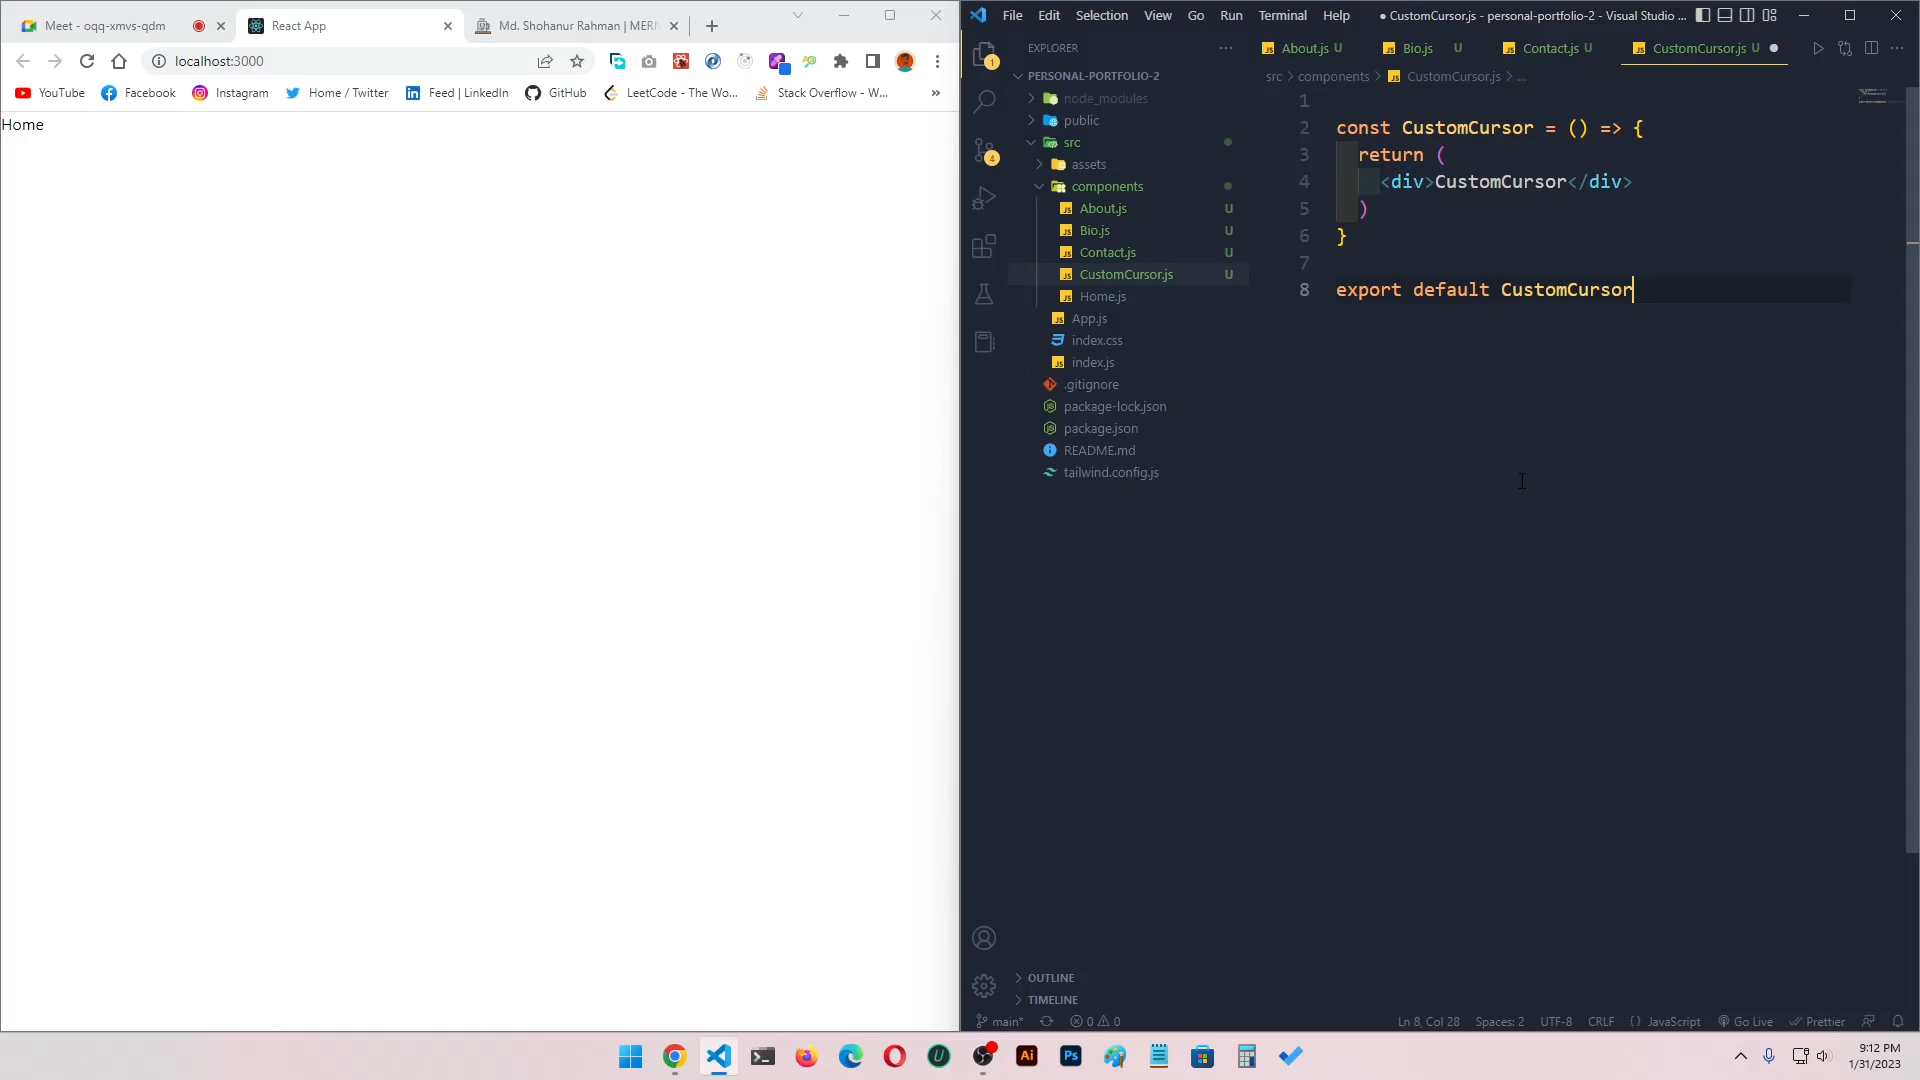 Meet - oqq-xmvs-qdm
React App
Md. Shohanur Rahman | MERN
localhost:3000
YouTube
Facebook
Instagram
Home / Twitter
Feed | LinkedIn
GitHub
LeetCode - The Wo...
Stack Overflow - W...
»
Home
File Edit Selection View Go Run Terminal Help
● CustomCursor.js - personal-portfolio-2 - Visual Studio ...
EXPLORER
PERSONAL-PORTFOLIO-2
node_modules
public
src
assets
components
About.js U
Bio.js U
Contact.js U
CustomCursor.js U
Home.js
App.js
index.css
index.js
.gitignore
package-lock.json
package.json
README.md
tailwind.config.js
OUTLINE
TIMELINE
1
4
About.js U
Bio.js U
Contact.js U
CustomCursor.js U
src > components > CustomCursor.js > ...
1
2 const CustomCursor = () => {
3 return (
4 <div>CustomCursor</div>
5 )
6 }
7
8 export default CustomCursor
main*
0 0
Ln 8, Col 28
Spaces: 2
UTF-8
CRLF
{ } JavaScript
Go Live
Prettier
Ai
Ps
9:12 PM
1/31/2023